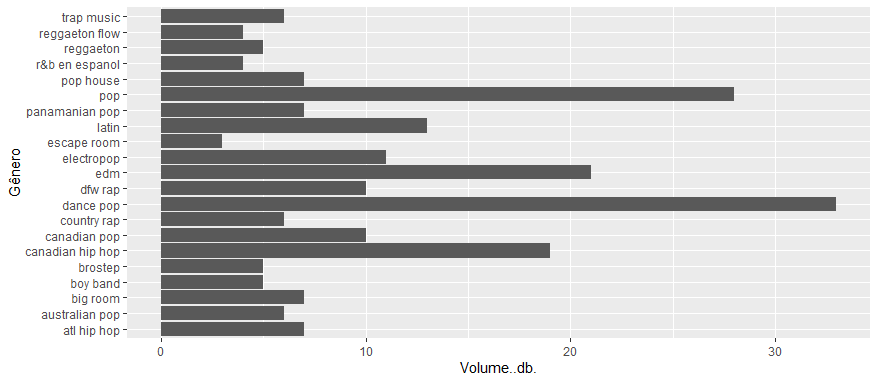 trap music
reggaeton flow
reggaeton
r&b en espanol
pop house
pop
panamanian pop
latin
escape room
electropop
edm
dfw rap
dance pop
country rap
canadian pop
canadian hip hop
brostep
boy band
big room
australian pop
atl hip hop
Gênero
0 10 20 30
Volume..db.